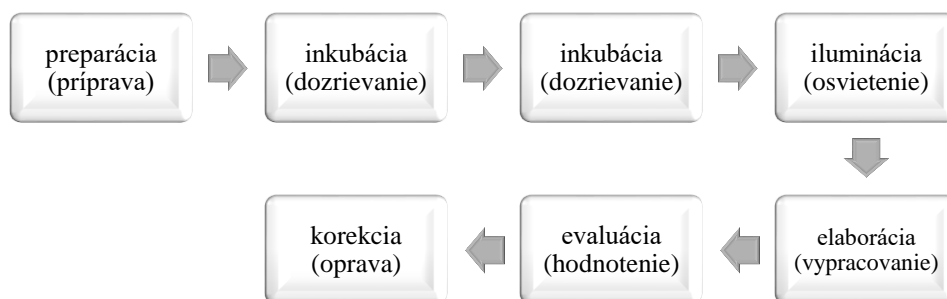 preparácia
(príprava)
inkubácia
(dozrievanie)
inkubácia
(dozrievanie)
iluminácia
(osvietenie)
elaborácia
(vypracovanie)
evaluácia
(hodnotenie)
korekcia
(oprava)